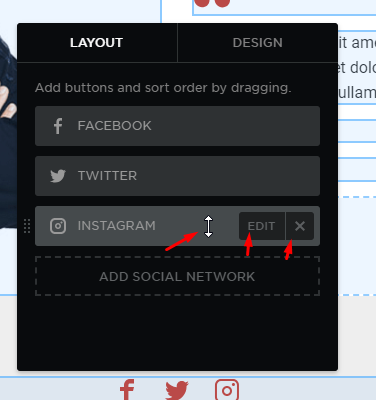 LAYOUT
DESIGN
it ame
Add buttons and sort order by dragging.
et dolo
ullam
FACEBOOK
TWITTER
INSTAGRAM
EDIT
ADD SOCIAL NETWORK